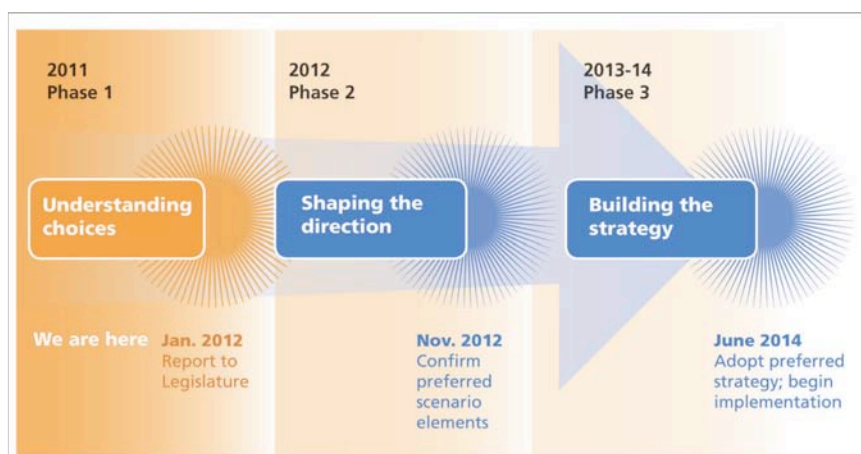 2011
Phase 1
2012
Phase 2
2013-14
Phase 3
Understanding
choices
Shaping the
direction
Building the
strategy
We are here
Jan. 2012
Report to
Legislature
Nov. 2012
Confirm
preferred
scenario
elements
June 2014
Adopt preferred
strategy; begin
implementation